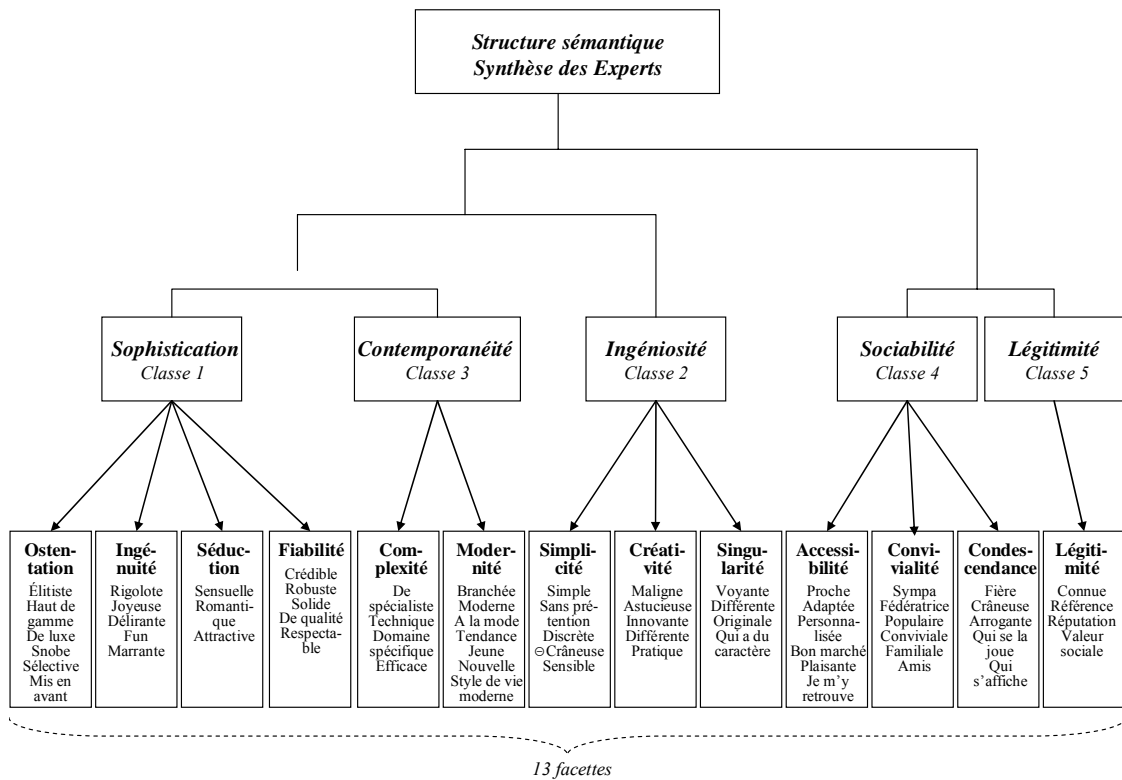 Structure sémantique
Synthèse des Experts
Sophistication
Classe 1
Contemporanéité
Classe 3
Ingéniosité
Classe 2
Sociabilité
Classe 4
Légitimité
Classe 5
Osten-
tation
Élitiste
Haut de
gamme
De luxe
Snobe
Sélective
Mis en
avant
Ingé-
nuité
Rigolote
Joyeuse
Délirante
Fun
Marrante
Séduc-
tion
Sensuelle
Romanti-
que
Attractive
Fiabilité
Crédible
Robuste
Solide
De qualité
Respecta-
ble
Com-
plexité
De
spécialiste
Technique
Domaine
spécifique
Efficace
Moder-
nité
Branchée
Moderne
A la mode
Tendance
Jeune
Nouvelle
Style de vie
moderne
Simpli-
cité
Simple
Sans pré-
tention
Discrète
⊖Crâneuse
Sensible
Créati-
vité
Maligne
Astucieuse
Innovante
Différente
Pratique
Singu-
larité
Voyante
Différente
Originale
Qui a du
caractère
Accessi-
bilité
Proche
Adaptée
Personna-
lisée
Bon marché
Plaisante
Je m’y
retrouve
Convi-
vialité
Sympa
Fédératrice
Populaire
Conviviale
Familiale
Amis
Condes-
cendance
Fière
Crâneuse
Arrogante
Qui se la
joue
Qui
s’affiche
Légiti-
mité
Connue
Référence
Réputation
Valeur
sociale
13 facettes